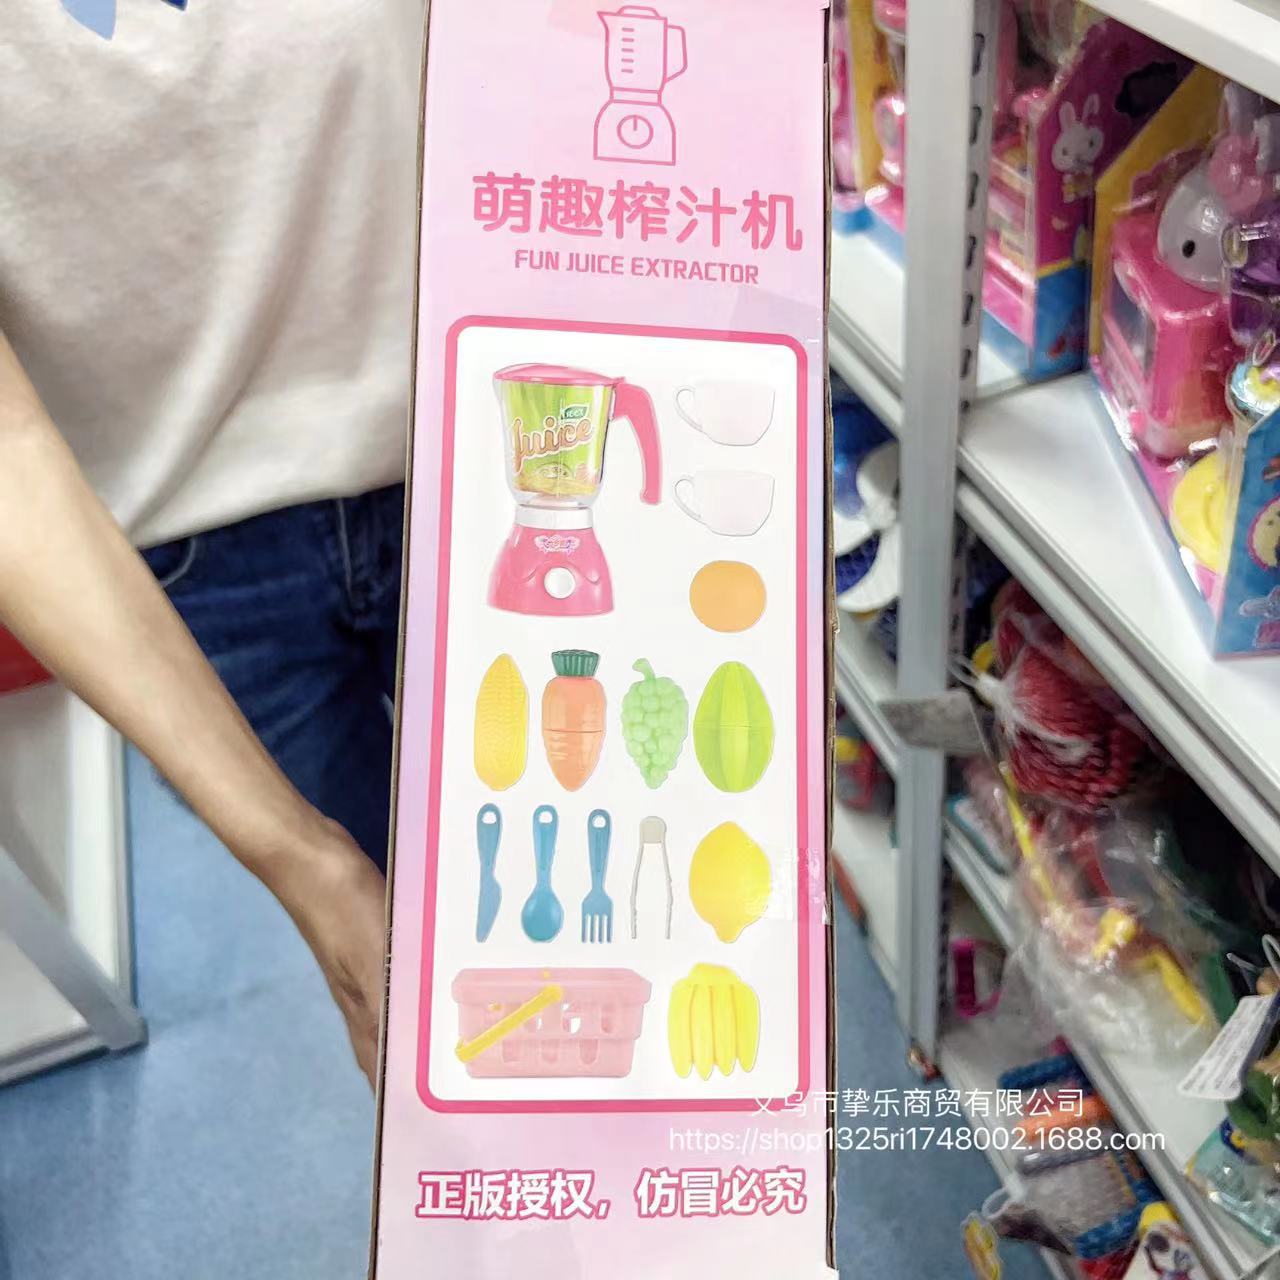 萌趣榨汁机
FUN JUICE EXTRACTOR
Juice
义乌市挚乐商贸有限公司
https://shop1325ri1748002.1688.com
正版授权，仿冒必究